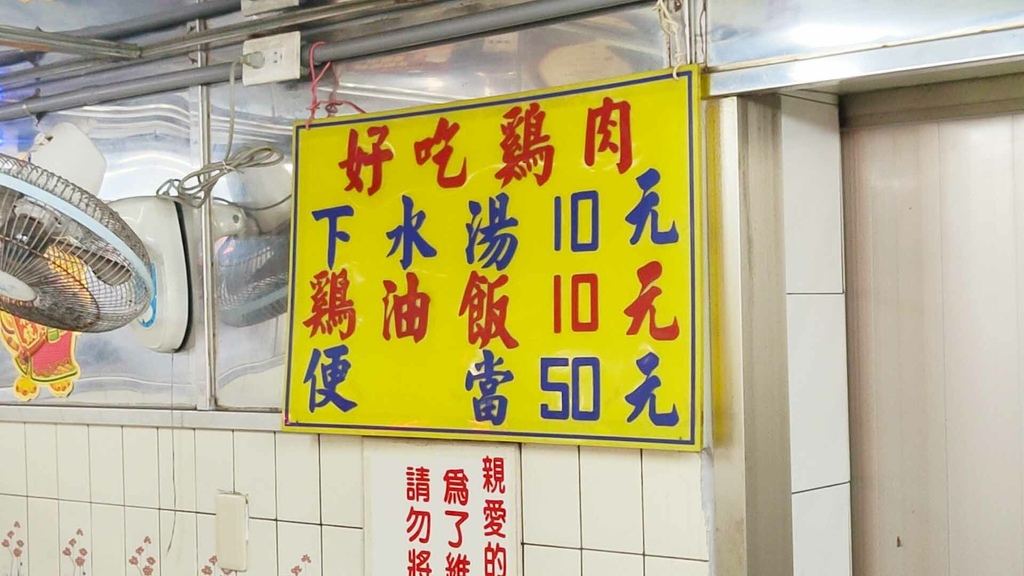 好吃鷄肉
下水湯10元
鷄油飯10元
便當50元
親愛的
為了維
請勿將